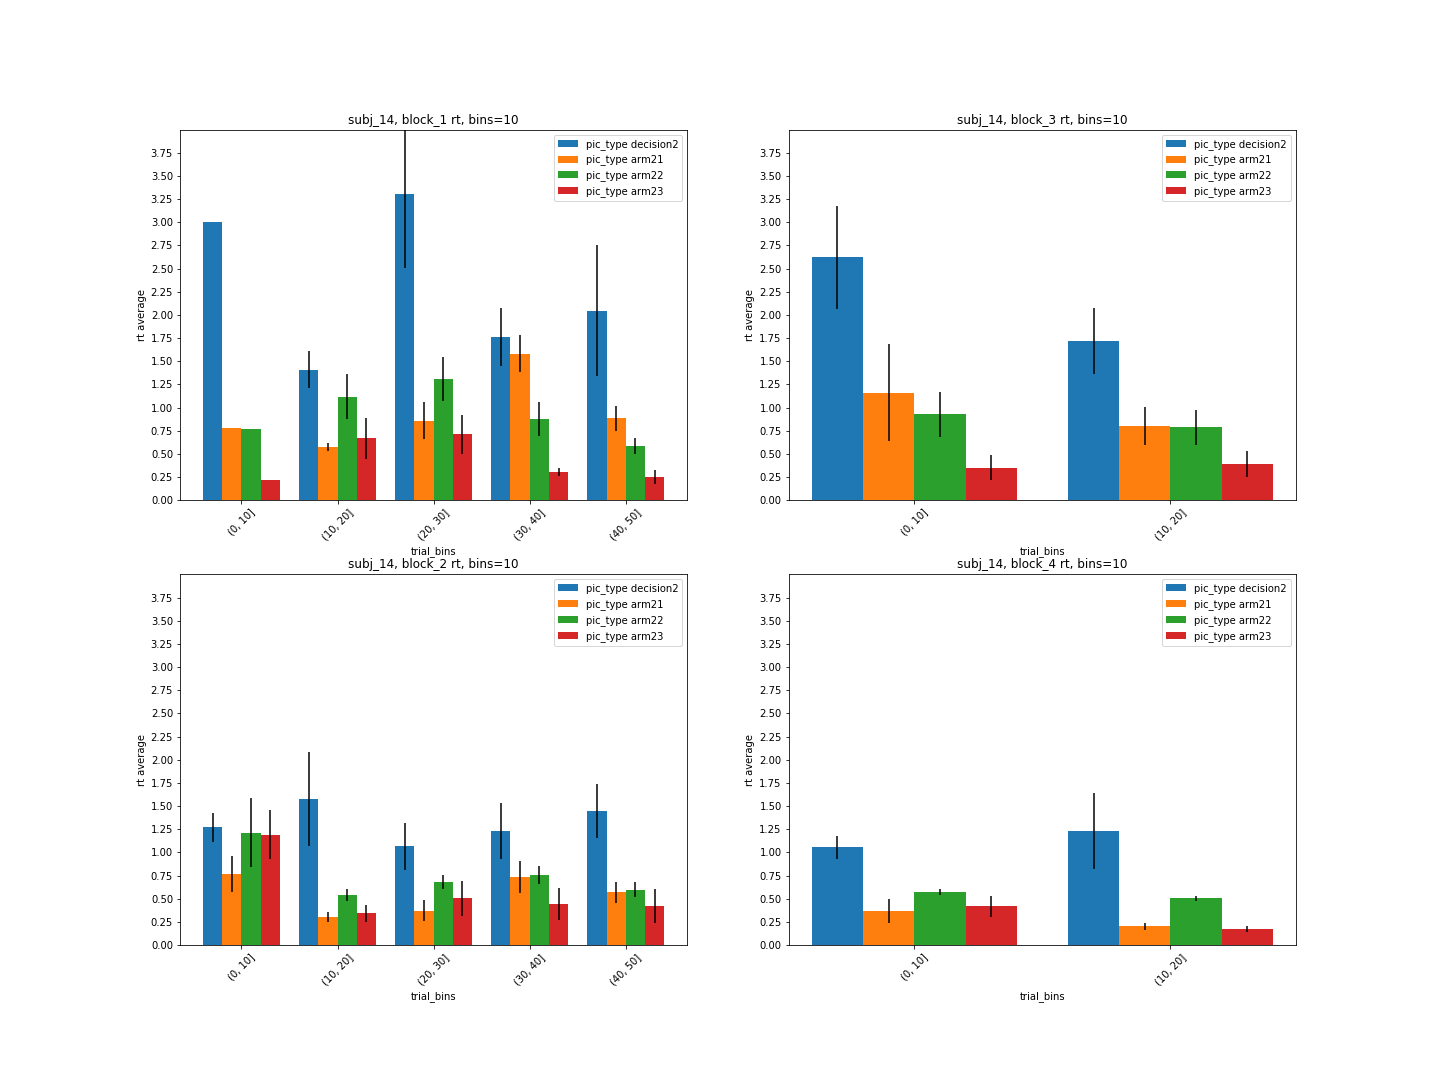 subj_14, block_1 rt, bins=10
pic_type decision2
pic_type arm21
pic_type arm22
pic_type arm23
3.75
3.50
3.25
3.00
2.75
2.50
2.25
2.00
1.75
1.50
1.25
1.00
0.75
0.50
0.25
0.00
rt average
(0, 10]
(10, 20]
(20, 30]
(30, 40]
(40, 50]
trial_bins
subj_14, block_3 rt, bins=10
pic_type decision2
pic_type arm21
pic_type arm22
pic_type arm23
3.75
3.50
3.25
3.00
2.75
2.50
2.25
2.00
1.75
1.50
1.25
1.00
0.75
0.50
0.25
0.00
rt average
(0, 10]
(10, 20]
trial_bins
subj_14, block_2 rt, bins=10
pic_type decision2
pic_type arm21
pic_type arm22
pic_type arm23
3.75
3.50
3.25
3.00
2.75
2.50
2.25
2.00
1.75
1.50
1.25
1.00
0.75
0.50
0.25
0.00
rt average
(0, 10]
(10, 20]
(20, 30]
(30, 40]
(40, 50]
trial_bins
subj_14, block_4 rt, bins=10
pic_type decision2
pic_type arm21
pic_type arm22
pic_type arm23
3.75
3.50
3.25
3.00
2.75
2.50
2.25
2.00
1.75
1.50
1.25
1.00
0.75
0.50
0.25
0.00
rt average
(0, 10]
(10, 20]
trial_bins